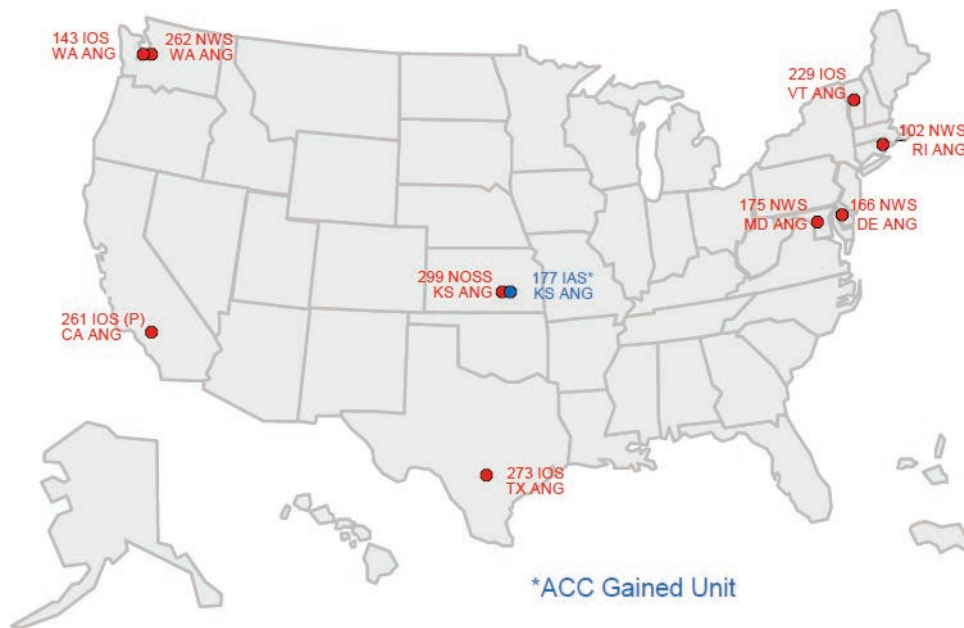 143 IOS
WA ANG
262 NWS
WA ANG
229 IOS
VT ANG
102 NWS
RI ANG
175 NWS
MD ANG
166 NWS
DE ANG
299 NOSS
KS ANG
177 IAS*
KS ANG
261 IOS (P)
CA ANG
273 IOS
TX ANG
*ACC Gained Unit